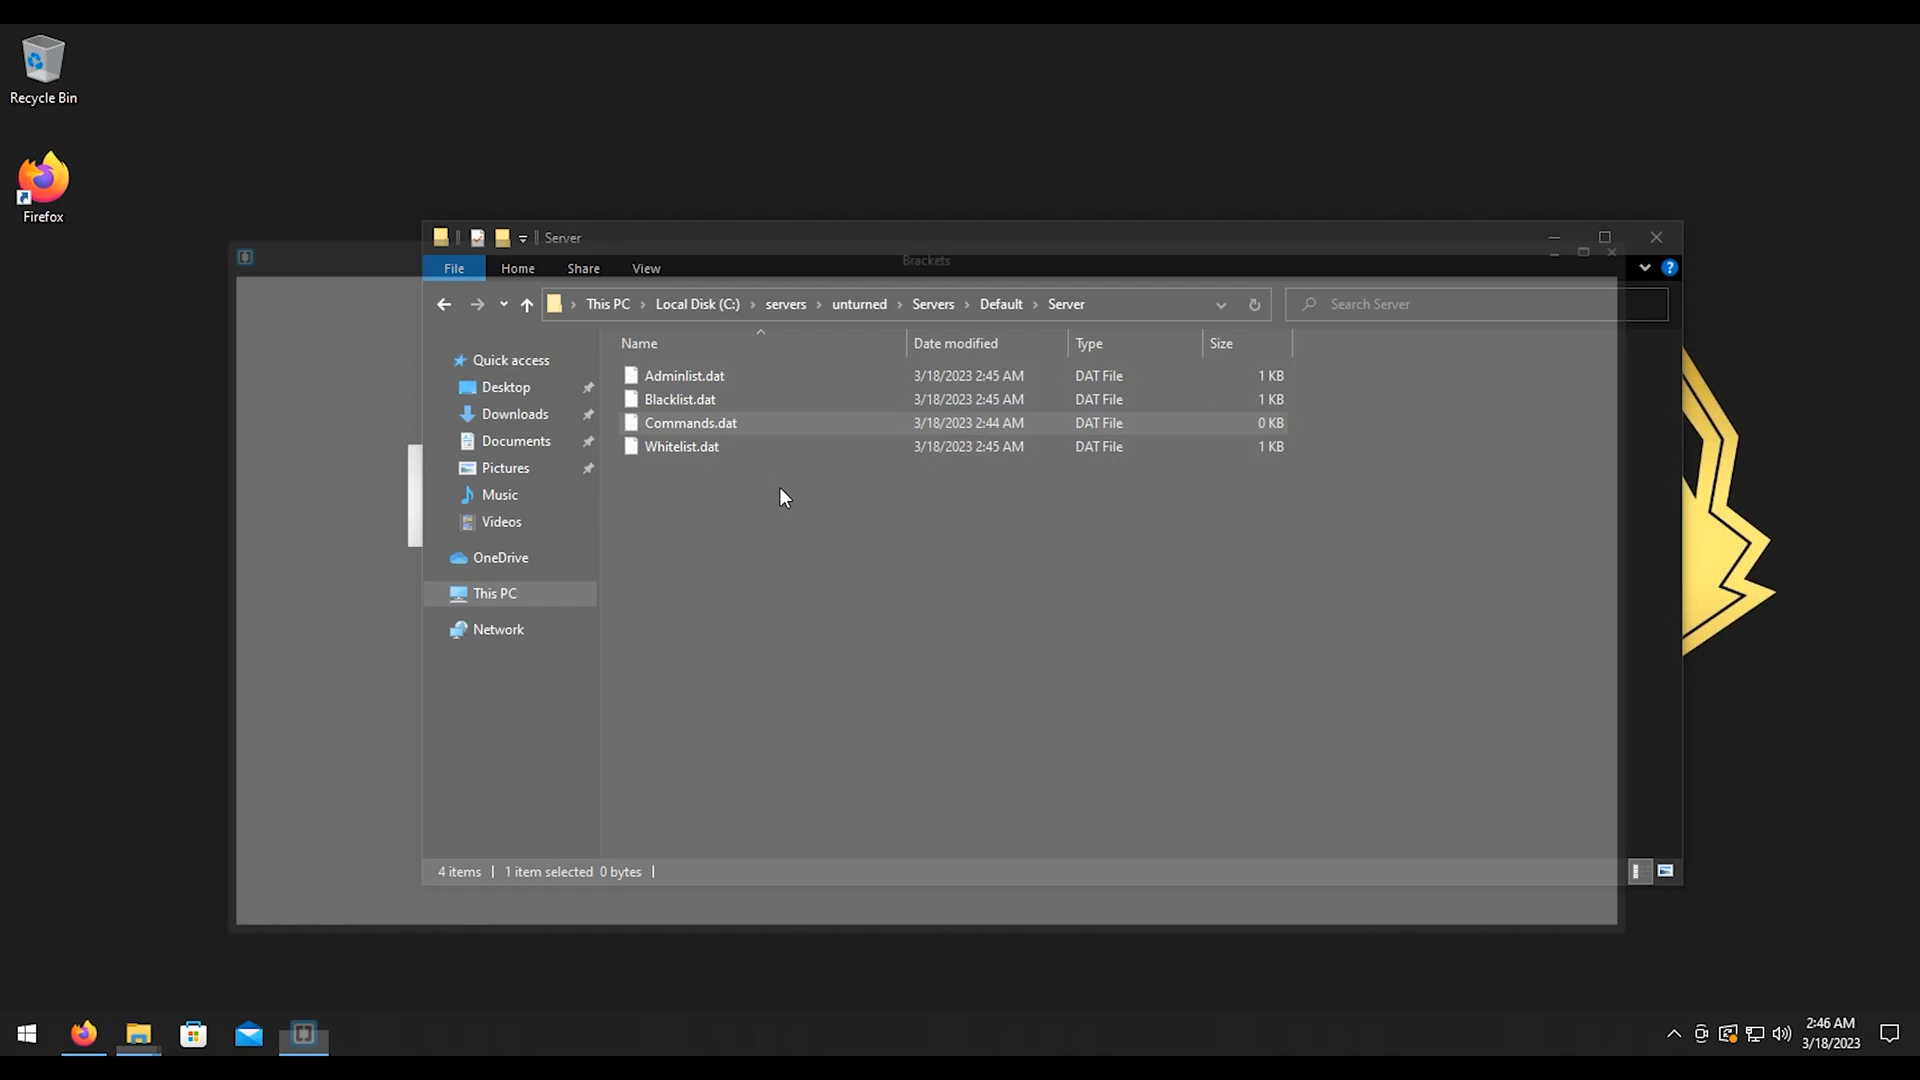 Recycle Bin
Firefox
Server
Brackets
File Home Share View
This PC Local Disk (C:) servers unturned Servers Default Server
Search Server
Name Date modified Type Size
Adminlist.dat 3/18/2023 2:45 AM DAT File 1 KB
Blacklist.dat 3/18/2023 2:45 AM DAT File 1 KB
Commands.dat 3/18/2023 2:44 AM DAT File 0 KB
Whitelist.dat 3/18/2023 2:45 AM DAT File 1 KB
Quick access
Desktop
Downloads
Documents
Pictures
Music
Videos
OneDrive
This PC
Network
4 items 1 item selected 0 bytes
2:46 AM
3/18/2023